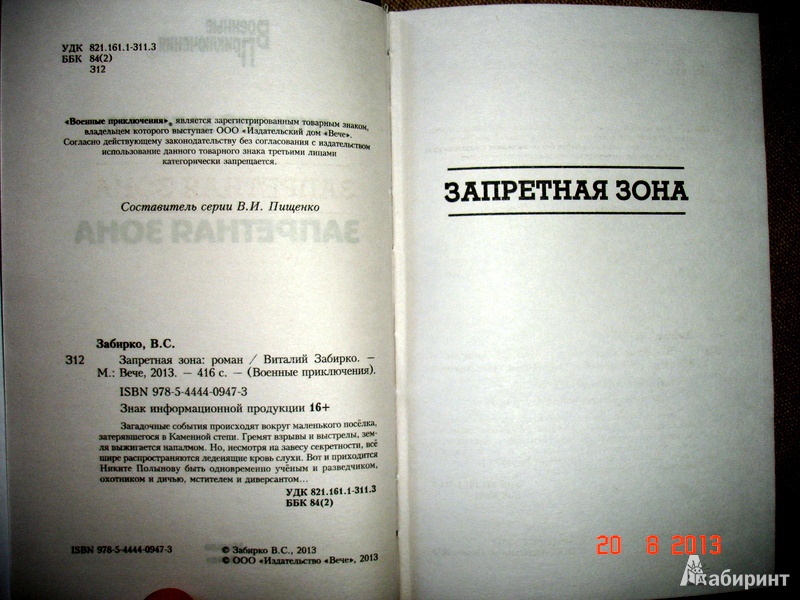 УДК 821.161.1-311.3
ББК 84(2)
З12
«Военные приключения», является зарегистрированным товарным знаком,
владельцем которого выступает ООО «Издательский дом «Вече».
Согласно действующему законодательству без согласования с издательством
использование данного товарного знака третьими лицами
категорически запрещается.
Составитель серии В.И. Пищенко
Забирко, В.С.
З12 Запретная зона: роман / Виталий Забирко. –
М.: Вече, 2013. – 416 с. – (Военные приключения).
ISBN 978-5-4444-0947-3
Знак информационной продукции 16+
Загадочные события происходят вокруг маленького посёлка,
затерявшегося в Каменной степи. Гремят взрывы и выстрелы, зем-
ля выжигается напалмом. Но, несмотря на завесу секретности, всё
шире распространяются леденящие кровь слухи. Вот и приходится
Никите Полынову быть одновременно учёным и разведчиком,
охотником и дичью, мстителем и диверсантом...
УДК 821.161.1-311.3
ББК 84(2)
ISBN 978-5-4444-0947-3
© Забирко В.С., 2013
© ООО «Издательство «Вече», 2013
ЗАПРЕТНАЯ ЗОНА
20 8 2013
Лабиринт